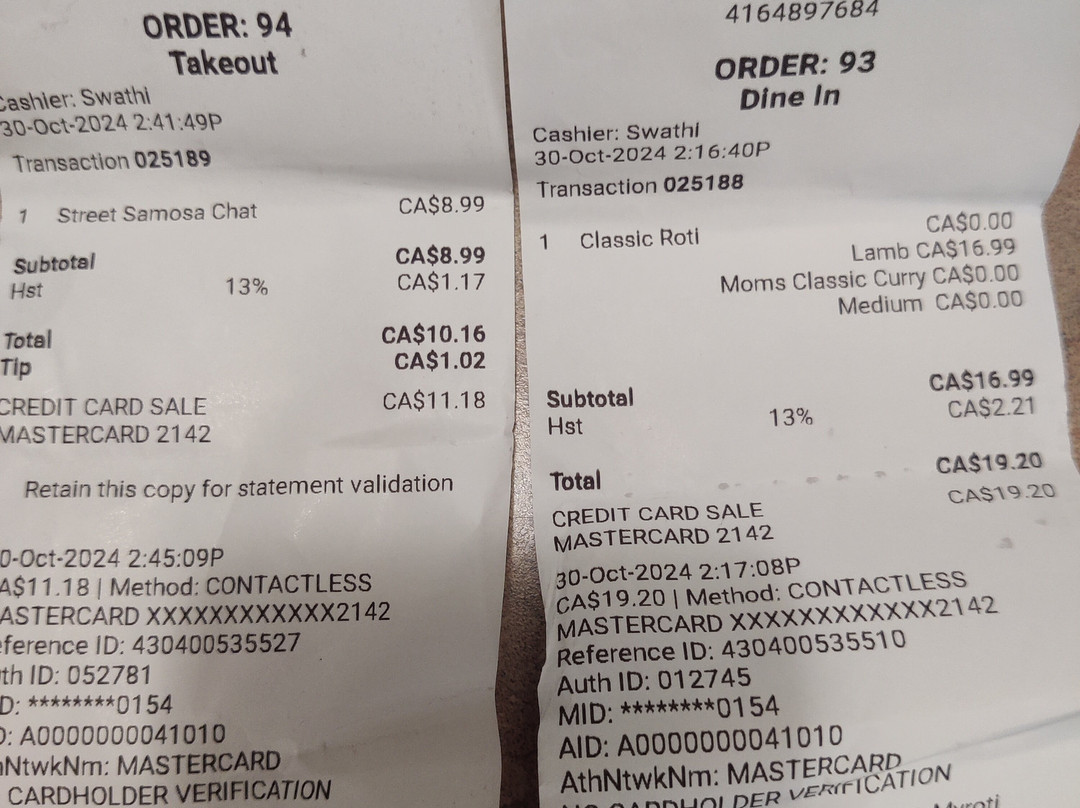 ORDER: 94
Takeout
Cashier: Swathi
30-Oct-2024 2:41:49P
Transaction 025189
1 Street Samosa Chat CA$8.99
Subtotal CA$8.99
Hst 13% CA$1.17
Total CA$10.16
Tip CA$1.02
CREDIT CARD SALE CA$11.18
MASTERCARD 2142
Retain this copy for statement validation
0-Oct-2024 2:45:09P
A$11.18 | Method: CONTACTLESS
ASTERCARD XXXXXXXXXXXX2142
eference ID: 430400535527
th ID: 052781
D: ********0154
D: A0000000041010
NtwkNm: MASTERCARD
CARDHOLDER VERIFICATION
4164897684
ORDER: 93
Dine In
Cashier: Swathi
30-Oct-2024 2:16:40P
Transaction 025188
1 Classic Roti CA$0.00
Lamb CA$16.99
Moms Classic Curry CA$0.00
Medium CA$0.00
Subtotal CA$16.99
Hst 13% CA$2.21
Total CA$19.20
CREDIT CARD SALE CA$19.20
MASTERCARD 2142
30-Oct-2024 2:17:08P
CA$19.20 | Method: CONTACTLESS
MASTERCARD XXXXXXXXXXXX2142
Reference ID: 430400535510
Auth ID: 012745
MID: ********0154
AID: A0000000041010
AthNtwkNm: MASTERCARD
NO CARDHOLDER VERIFICATION